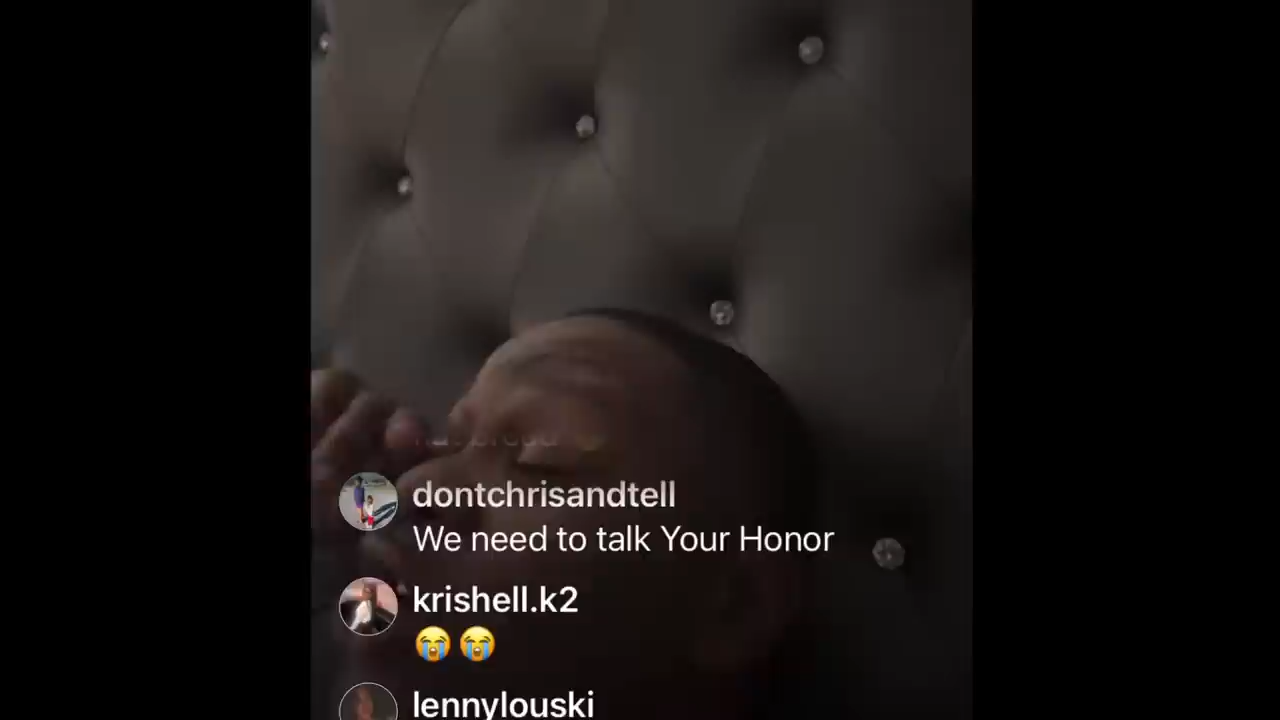 dontchrisandtell
We need to talk Your Honor
krishell.k2
😭😭
lennylouski